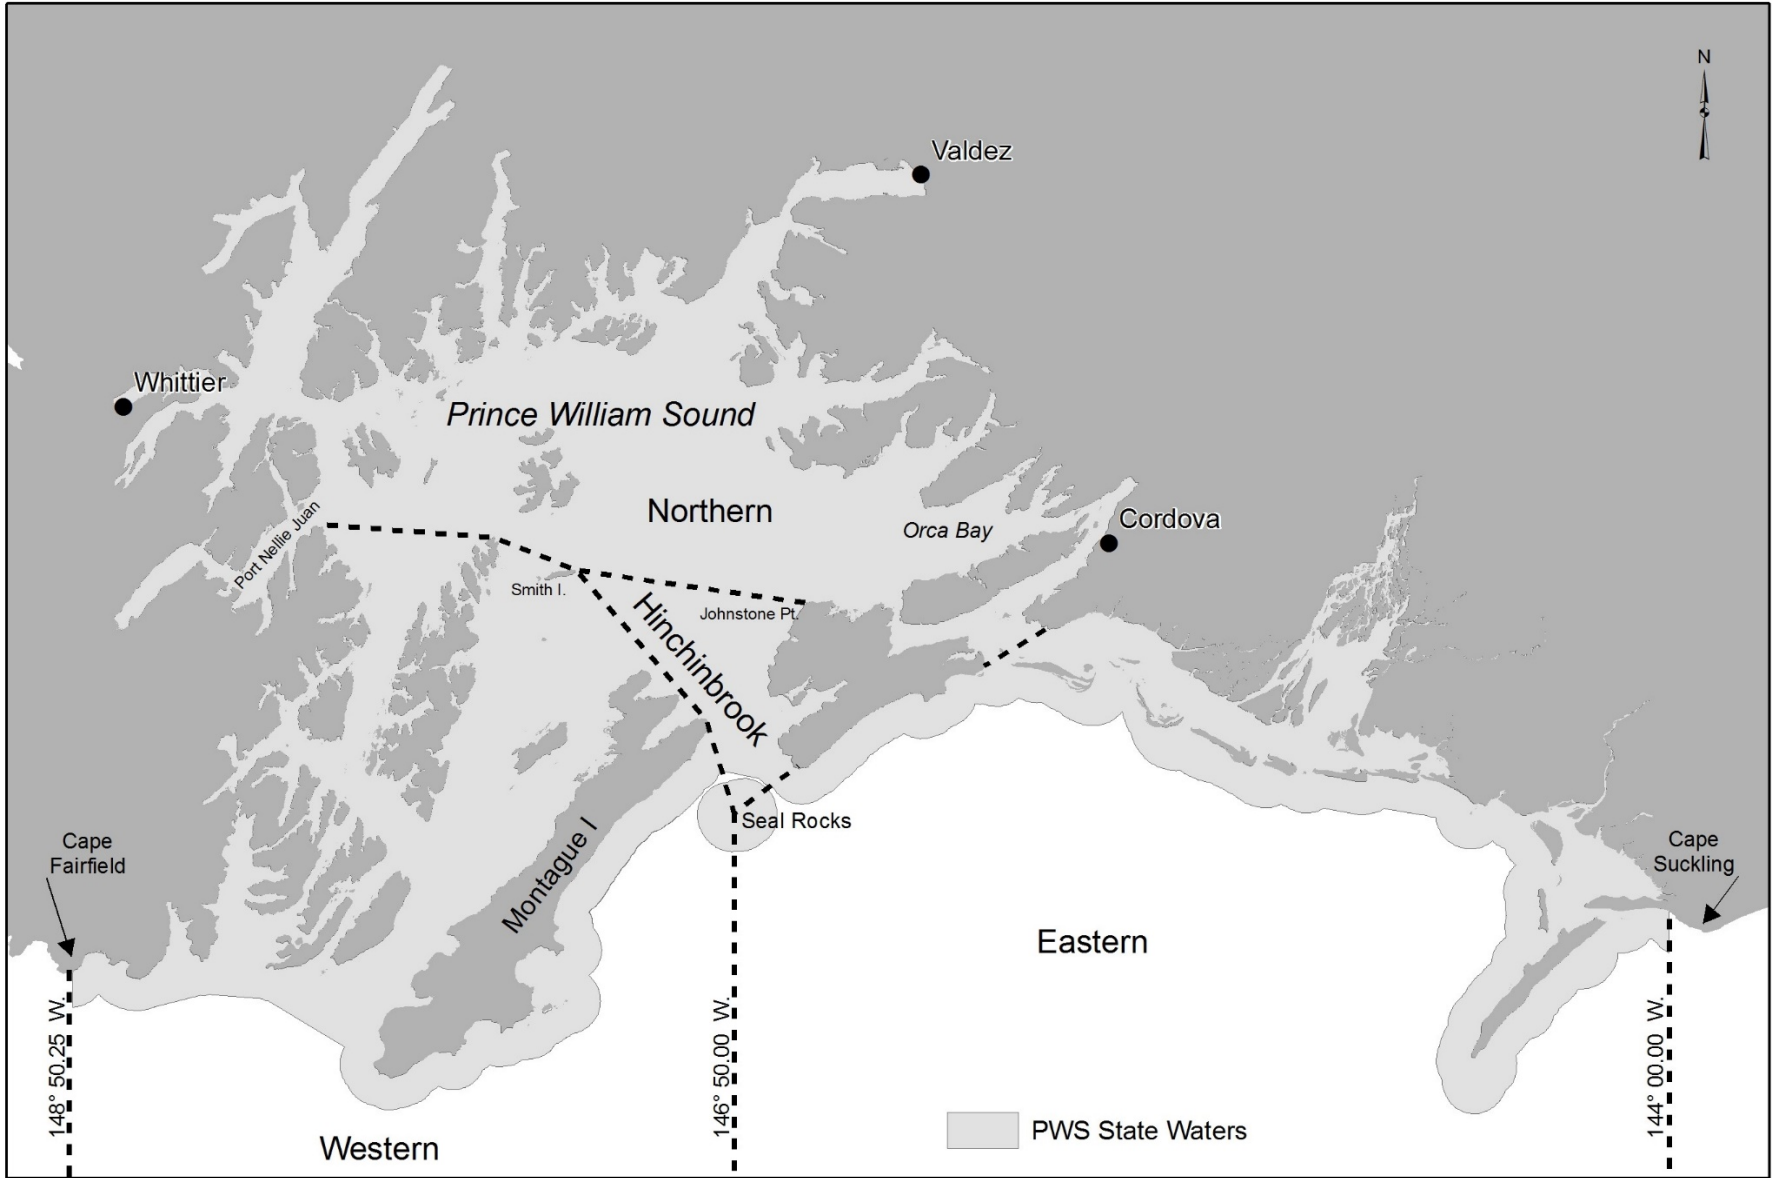 N
Valdez
Whittier
Prince William Sound
Northern
Orca Bay
Cordova
Port Nellie Juan
Smith I.
Johnstone Pt.
Hinchinbrook
Seal Rocks
Cape
Fairfield
Montague I
Cape
Suckling
Eastern
148° 50.25 W.
146° 50.00 W.
144° 00.00 W.
PWS State Waters
Western